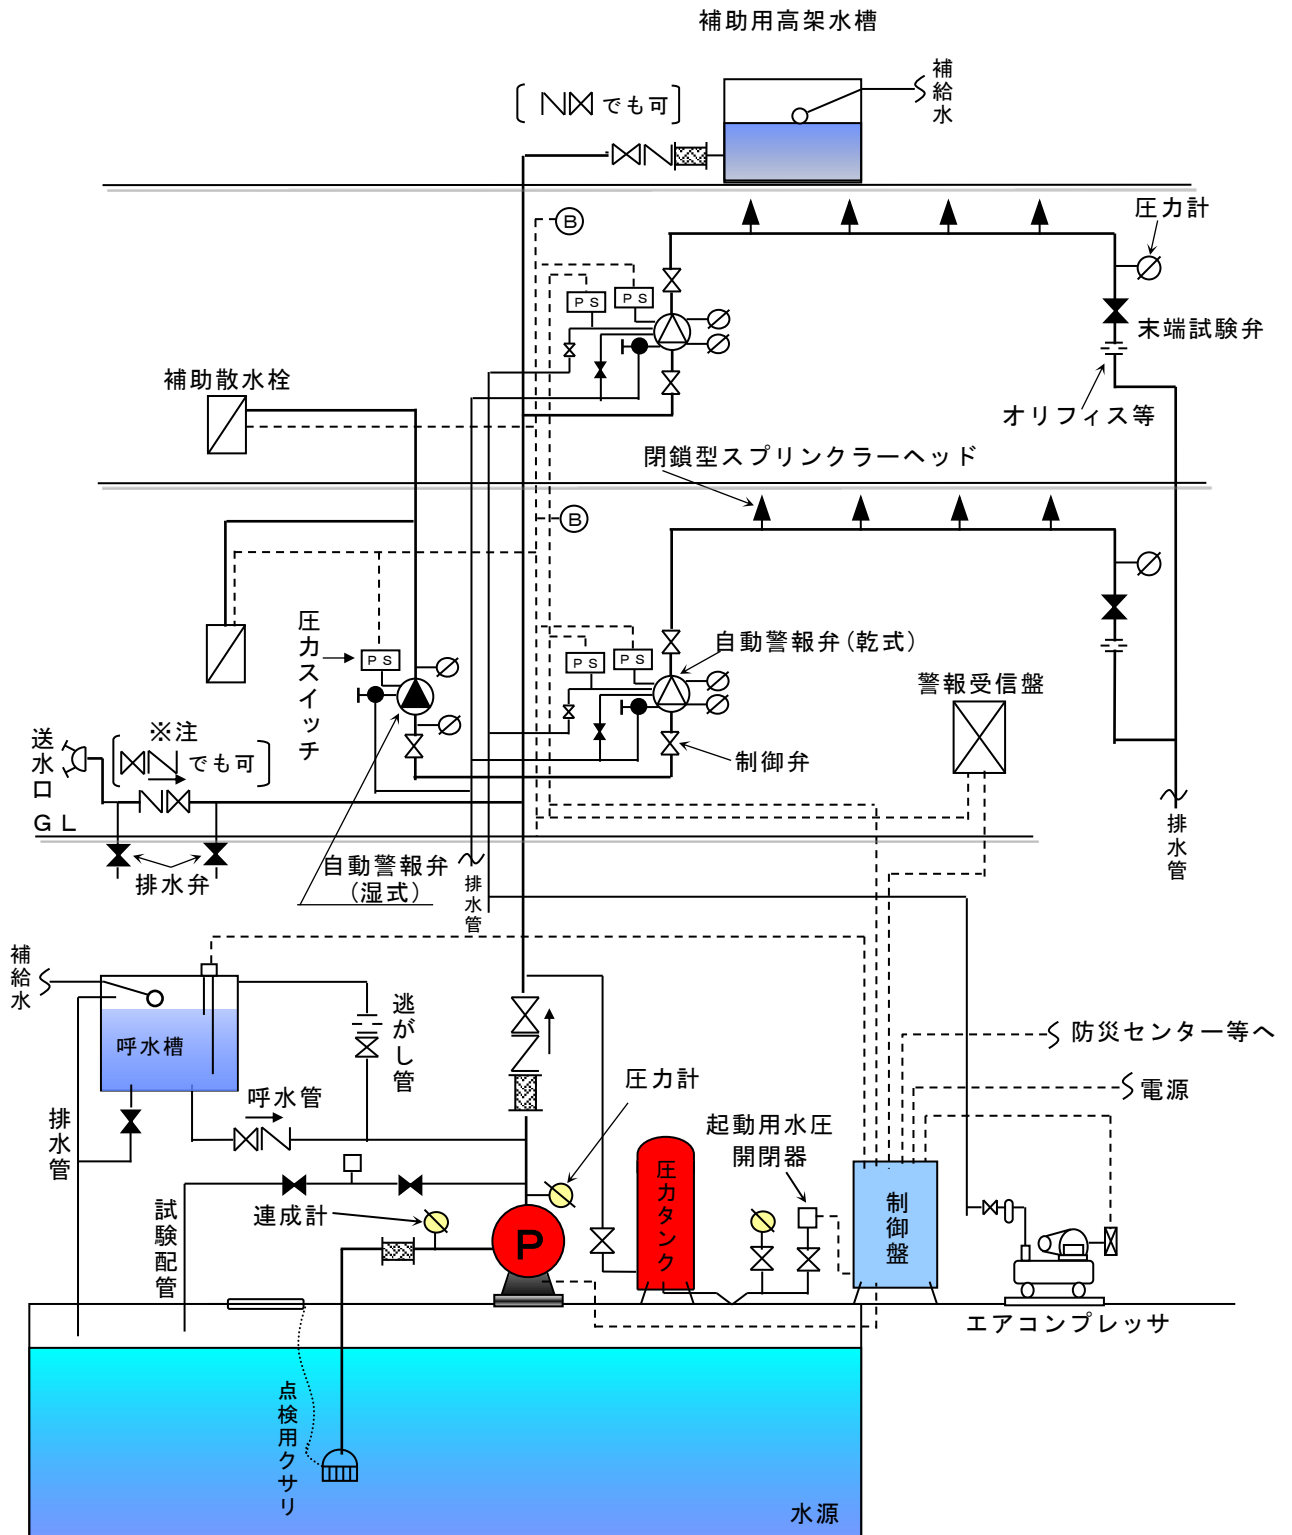 補助用高架水槽
補給水
でも可
圧力計
B
PS
PS
末端試験弁
補助散水栓
オリフィス等
閉鎖型スプリンクラーヘッド
B
圧力スイッチ
PS
PS
PS
自動警報弁(乾式)
警報受信盤
※注
でも可
送水口
制御弁
GL
排水管
自動警報弁
(湿式)
排水弁
排水管
補給水
呼水槽
逃がし管
防災センター等へ
電源
圧力計
呼水管
排水管
起動用水圧
開閉器
圧力タンク
制御盤
試験配管
連成計
P
エアコンプレッサ
点検用クサリ
水源